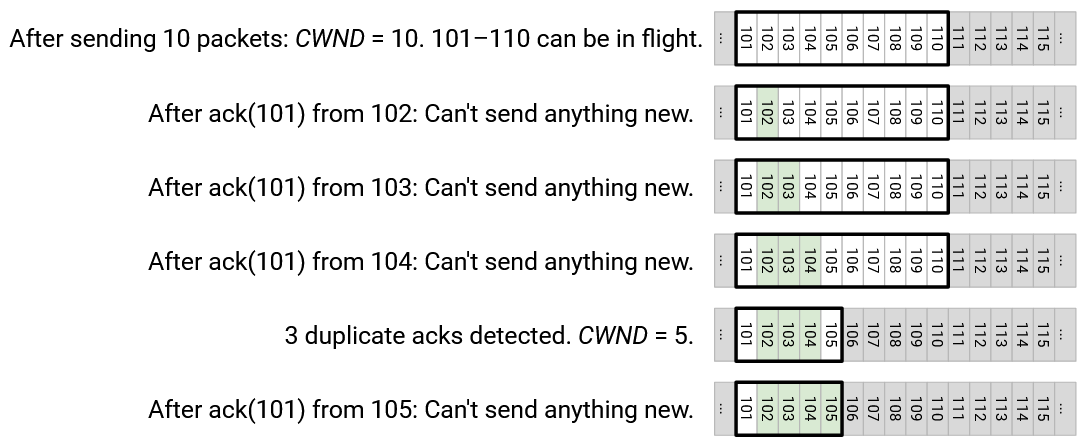 After sending 10 packets: CWND = 10. 101–110 can be in flight. ... 101 102 103 104 105 106 107 108 109 110 111 112 113 114 115 ...
After ack(101) from 102: Can't send anything new. ... 101 102 103 104 105 106 107 108 109 110 111 112 113 114 115 ...
After ack(101) from 103: Can't send anything new. ... 101 102 103 104 105 106 107 108 109 110 111 112 113 114 115 ...
After ack(101) from 104: Can't send anything new. ... 101 102 103 104 105 106 107 108 109 110 111 112 113 114 115 ...
3 duplicate acks detected. CWND = 5. ... 101 102 103 104 105 106 107 108 109 110 111 112 113 114 115 ...
After ack(101) from 105: Can't send anything new. ... 101 102 103 104 105 106 107 108 109 110 111 112 113 114 115 ...